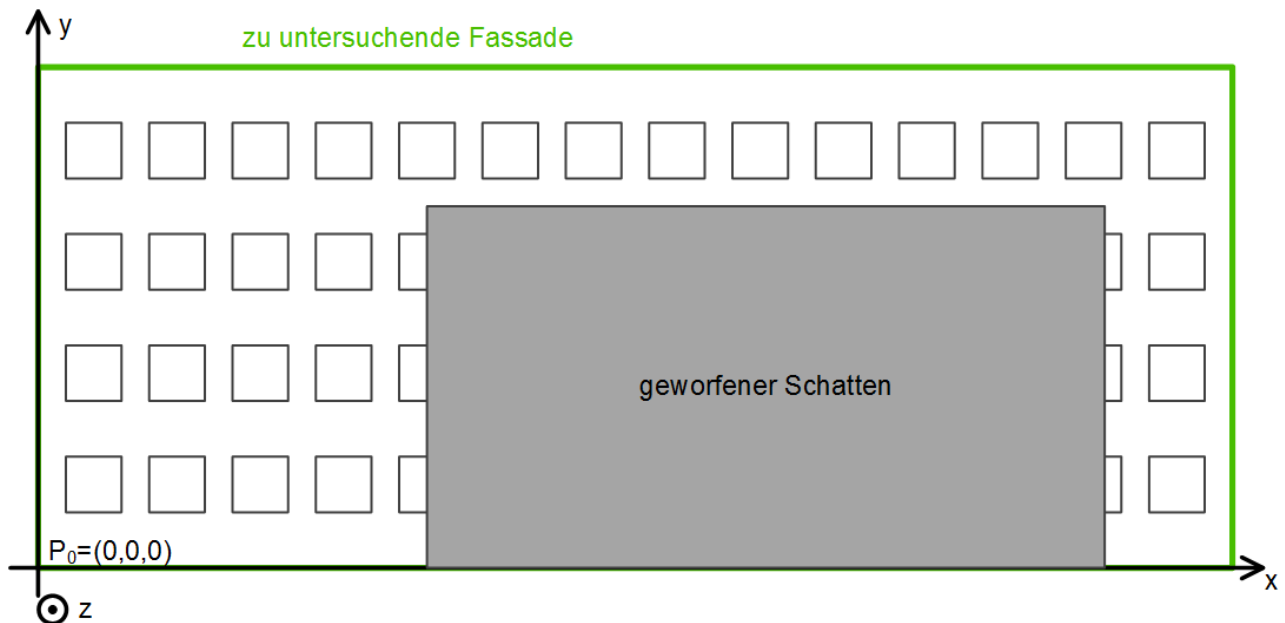 y
zu untersuchende Fassade
geworfener Schatten
P₀=(0,0,0)
x
z